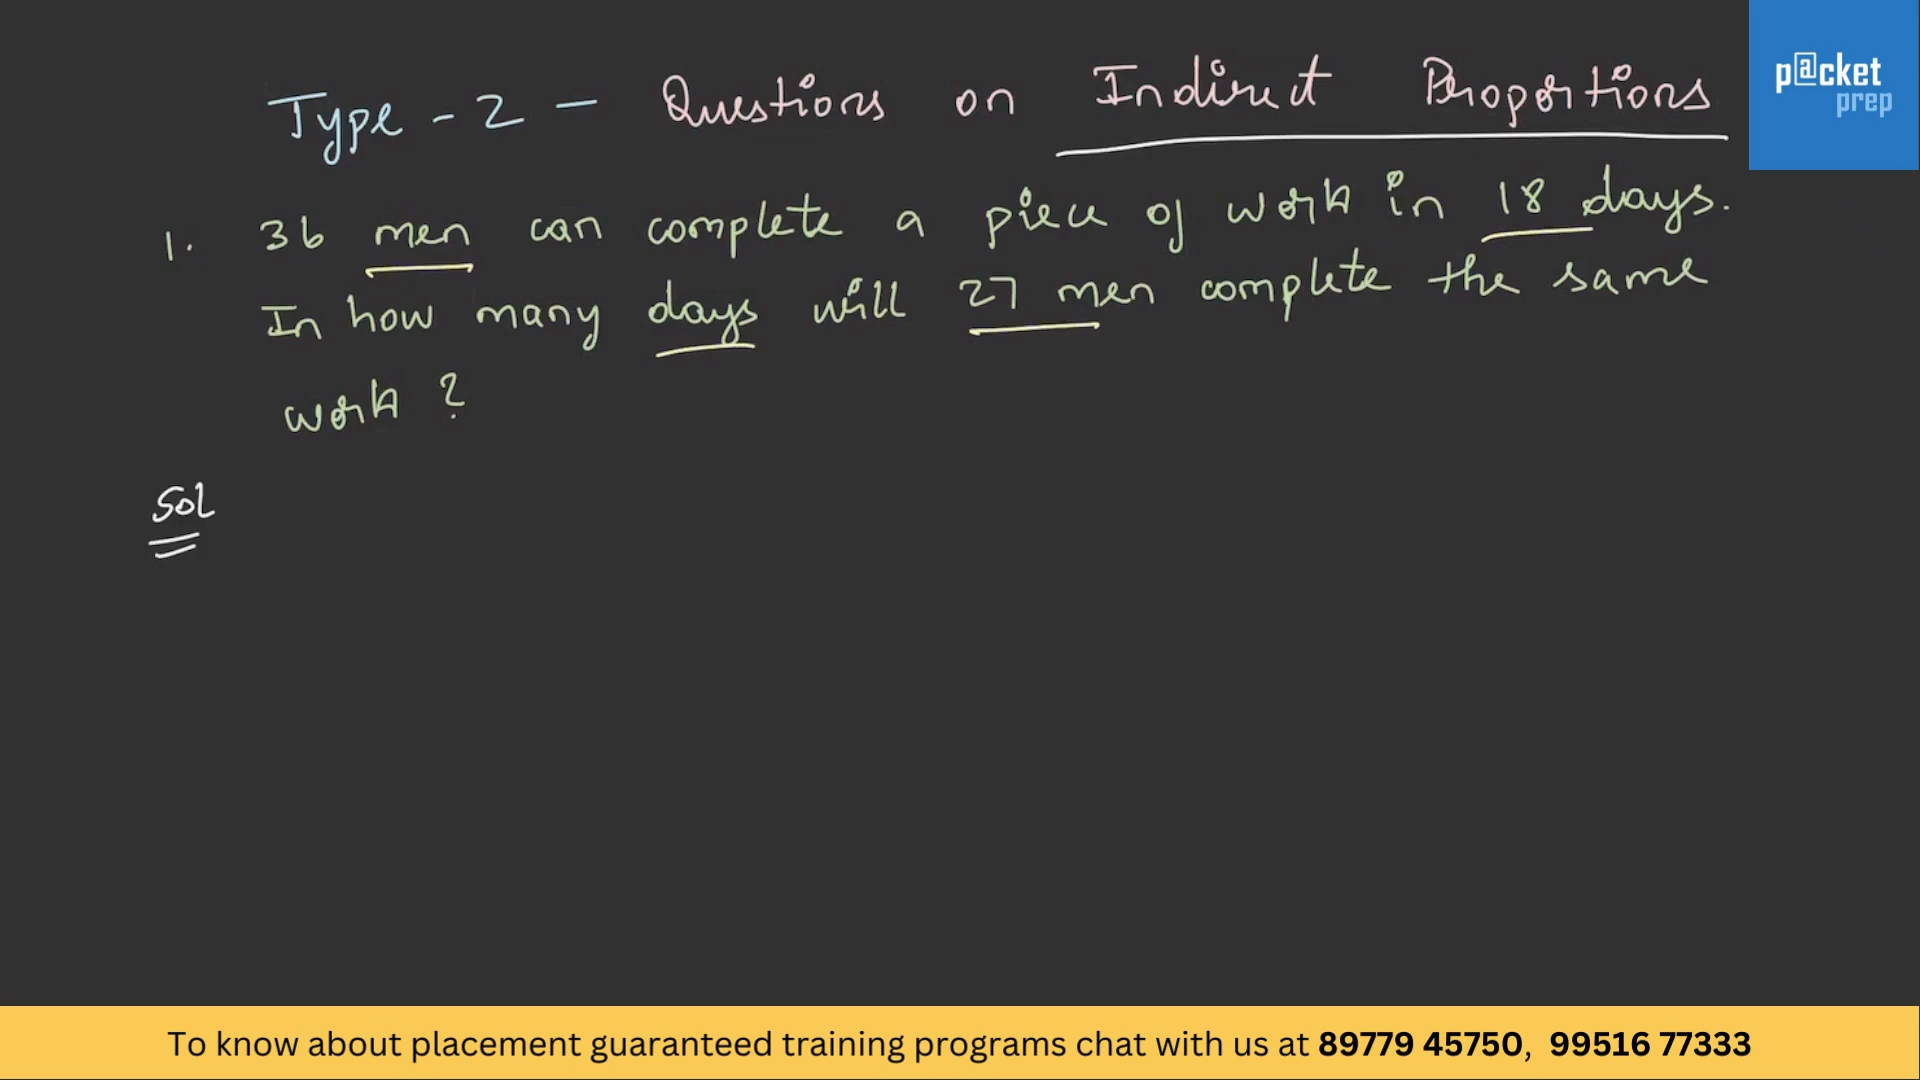 Type - 2 - Questions on Indirect Proportions
p@cket
prep
1. 36 men can complete a piece of work in 18 days.
In how many days will 27 men complete the same
work ?
Sol
To know about placement guaranteed training programs chat with us at 89779 45750, 99516 77333